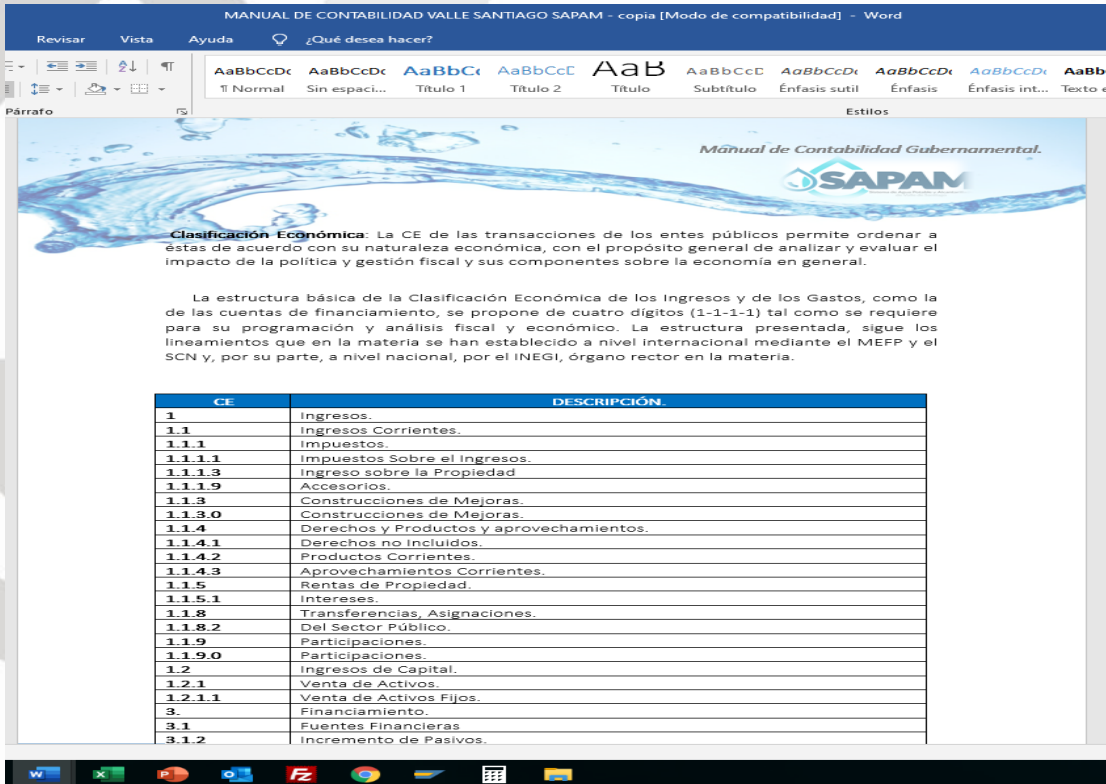 MANUAL DE CONTABILIDAD VALLE SANTIAGO SAPAM - copia [Modo de compatibilidad] - Word
Revisar Vista Ayuda ¿Qué desea hacer?
AaBbCcDc AaBbCcDc AaBbCc AaBbCcD AaB AaBbCcD AaBbCcDc AaBbCcDc AaBbCcDc AaBb
¶ Normal Sin espaci... Título 1 Título 2 Título Subtítulo Énfasis sutil Énfasis Énfasis int... Texto e
Párrafo Estilos
Manual de Contabilidad Gubernamental.
SAPAM
Clasificación Económica: La CE de las transacciones de los entes públicos permite ordenar a
éstas de acuerdo con su naturaleza económica, con el propósito general de analizar y evaluar el
impacto de la política y gestión fiscal y sus componentes sobre la economía en general.
La estructura básica de la Clasificación Económica de los Ingresos y de los Gastos, como la
de las cuentas de financiamiento, se propone de cuatro dígitos (1-1-1-1) tal como se requiere
para su programación y análisis fiscal y económico. La estructura presentada, sigue los
lineamientos que en la materia se han establecido a nivel internacional mediante el MEFP y el
SCN y, por su parte, a nivel nacional, por el INEGI, órgano rector en la materia.
CE DESCRIPCIÓN.
1 Ingresos.
1.1 Ingresos Corrientes.
1.1.1 Impuestos.
1.1.1.1 Impuestos Sobre el Ingresos.
1.1.1.3 Ingreso sobre la Propiedad
1.1.1.9 Accesorios.
1.1.3 Construcciones de Mejoras.
1.1.3.0 Construcciones de Mejoras.
1.1.4 Derechos y Productos y aprovechamientos.
1.1.4.1 Derechos no Incluidos.
1.1.4.2 Productos Corrientes.
1.1.4.3 Aprovechamientos Corrientes.
1.1.5 Rentas de Propiedad.
1.1.5.1 Intereses.
1.1.8 Transferencias, Asignaciones.
1.1.8.2 Del Sector Público.
1.1.9 Participaciones.
1.1.9.0 Participaciones.
1.2 Ingresos de Capital.
1.2.1 Venta de Activos.
1.2.1.1 Venta de Activos Fijos.
3. Financiamiento.
3.1 Fuentes Financieras
3.1.2 Incremento de Pasivos.